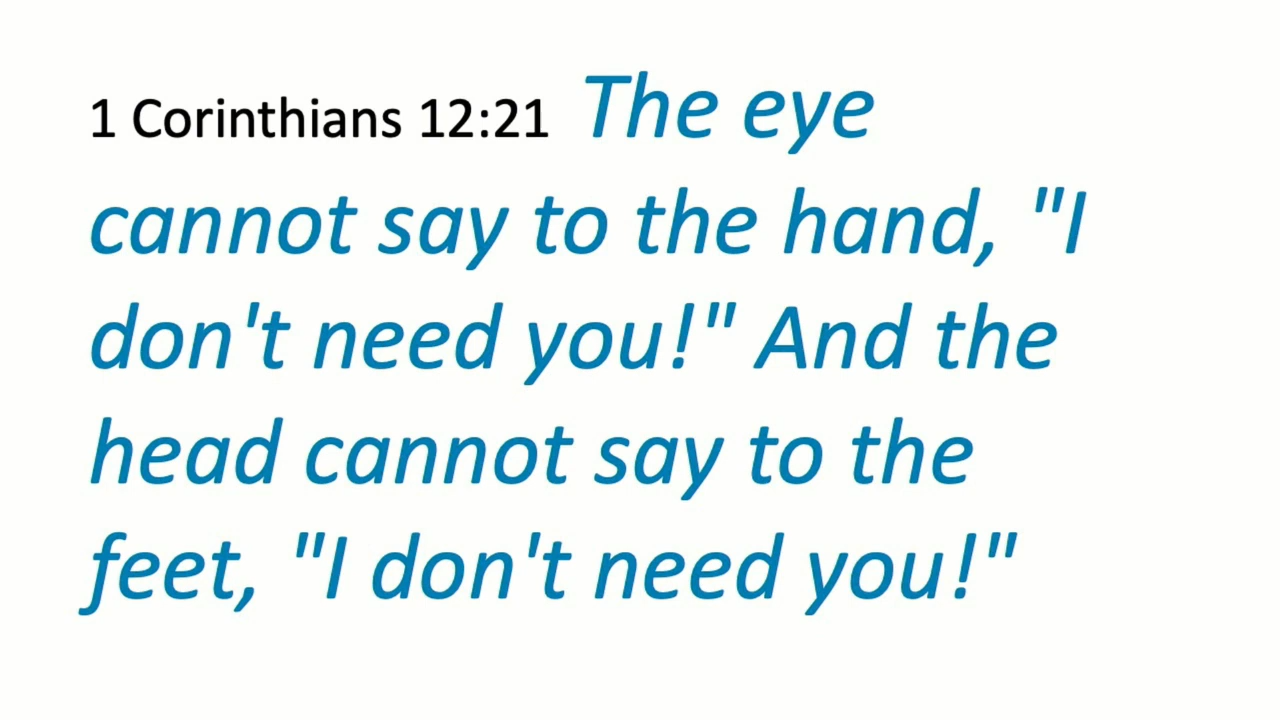 1 Corinthians 12:21 The eye
cannot say to the hand, "I
don't need you!" And the
head cannot say to the
feet, "I don't need you!"